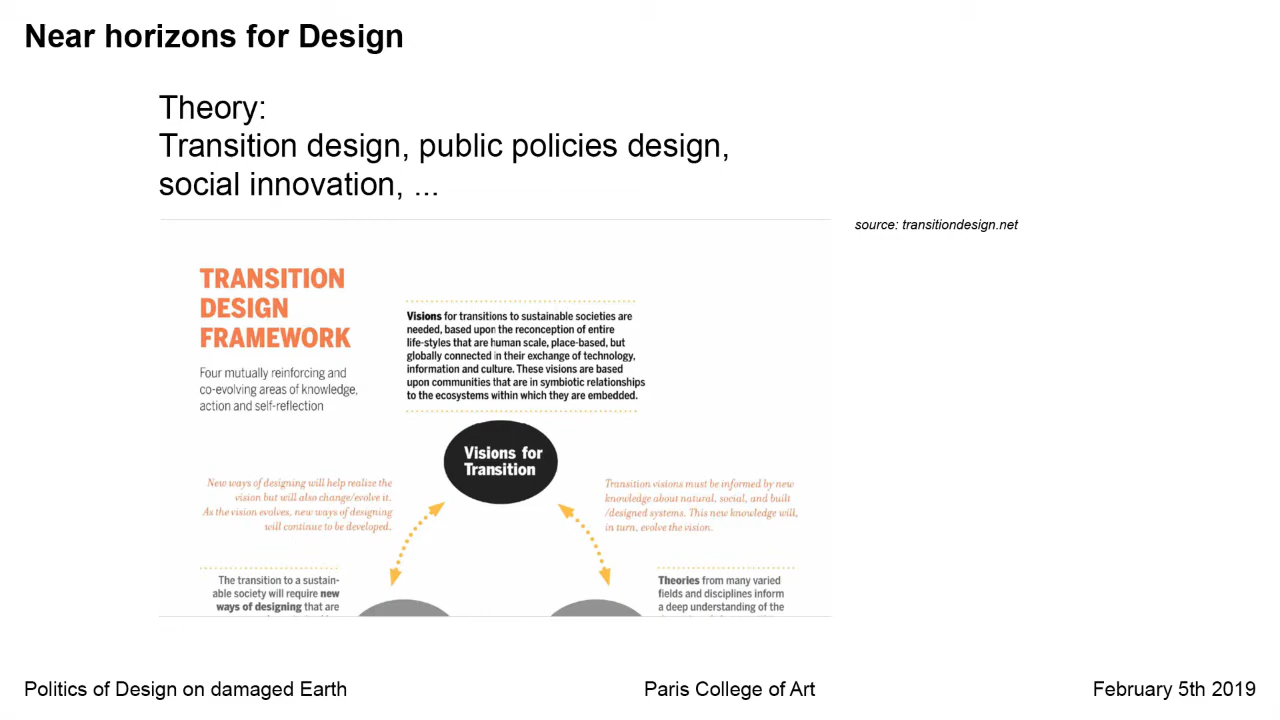 Near horizons for Design
Theory:
Transition design, public policies design,
social innovation, ...
source: transitiondesign.net
TRANSITION
DESIGN
FRAMEWORK
Four mutually reinforcing and
co-evolving areas of knowledge,
action and self-reflection
Visions for transitions to sustainable societies are
needed, based upon the reconception of entire
life-styles that are human scale, place-based, but
globally connected in their exchange of technology,
information and culture. These visions are based
upon communities that are in symbiotic relationships
to the ecosystems within which they are embedded.
Visions for
Transition
New ways of designing will help realize the
vision but will also change/evolve it.
As the vision evolves, new ways of designing
will continue to be developed.
Transition visions must be informed by new
knowledge about natural, social, and built
/designed systems. This new knowledge will,
in turn, evolve the vision.
The transition to a sustain-
able society will require new
ways of designing that are
Theories from many varied
fields and disciplines inform
a deep understanding of the
Politics of Design on damaged Earth
Paris College of Art
February 5th 2019